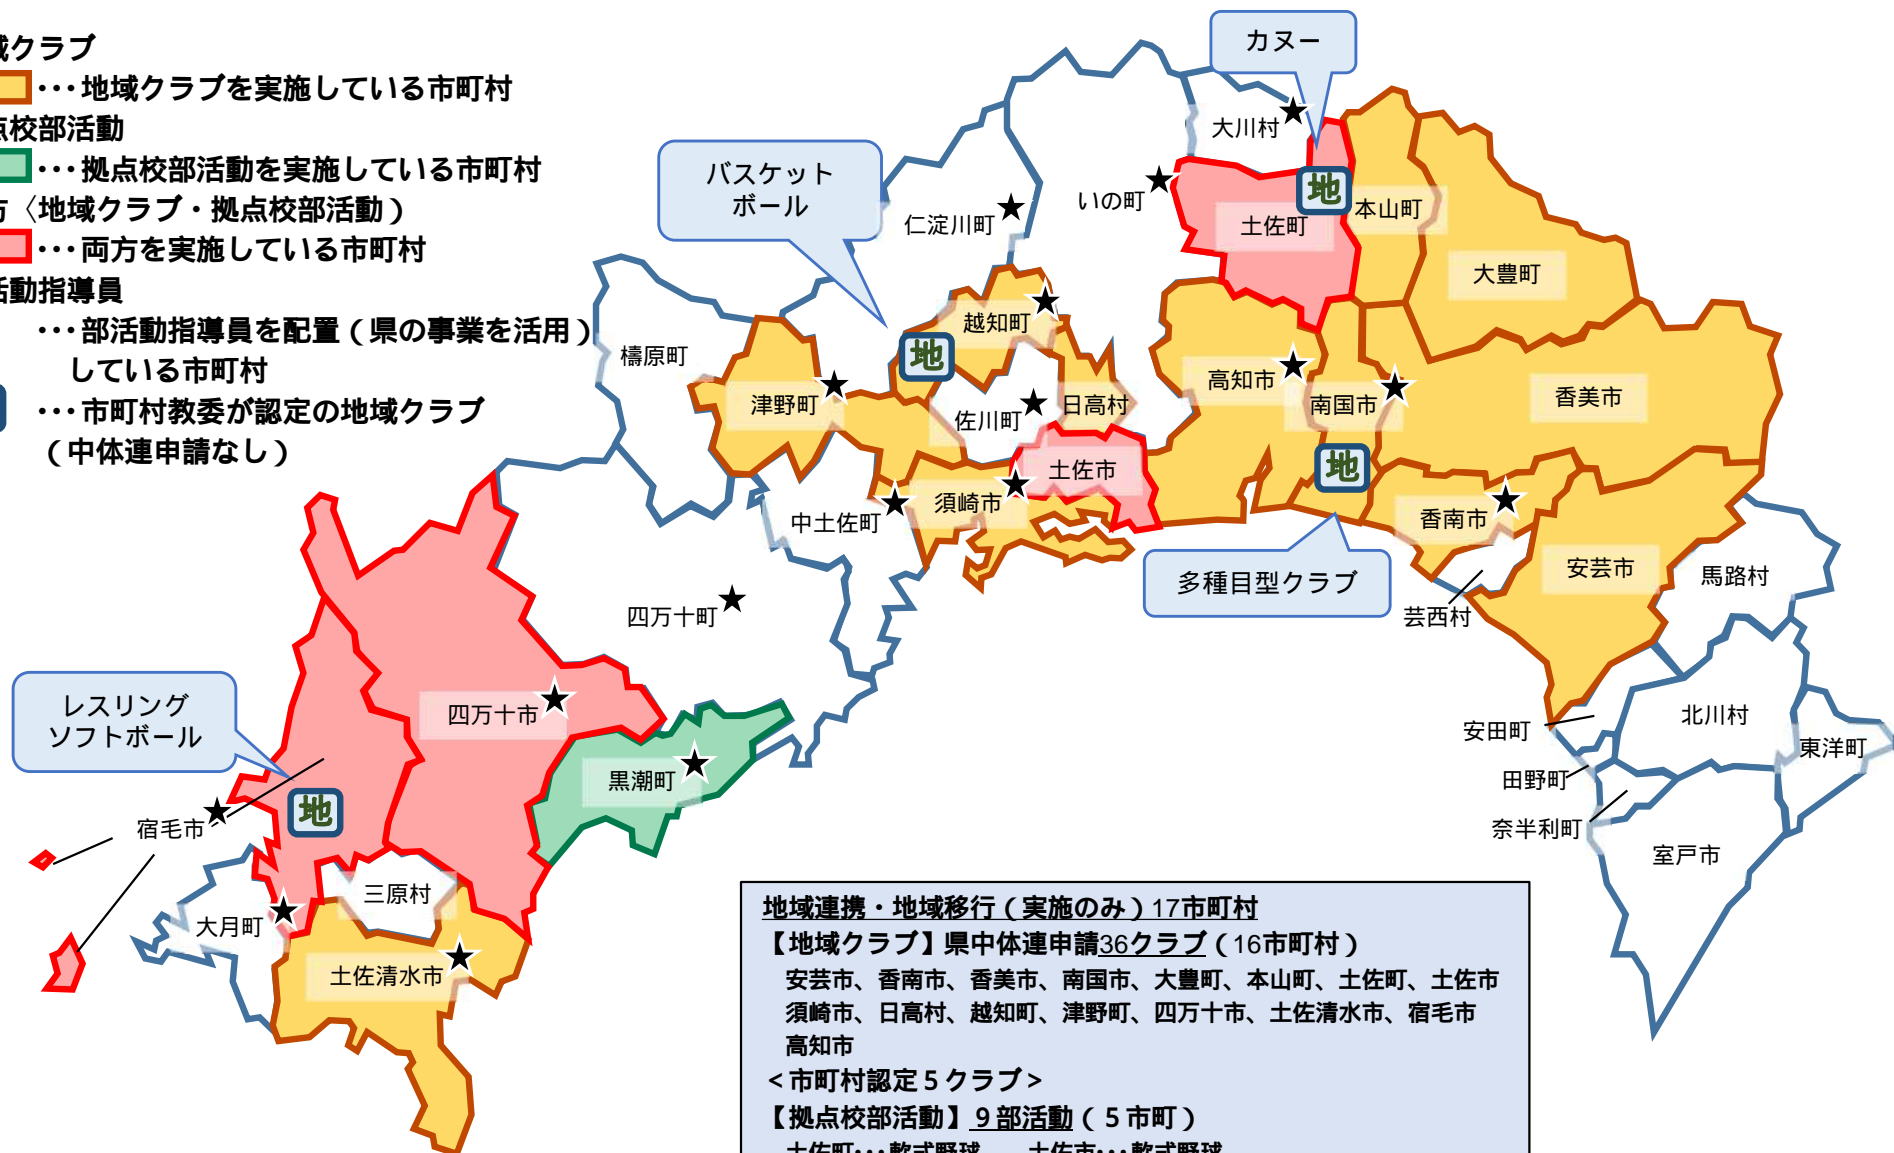 域クラブ
･･･地域クラブを実施している市町村
点校部活動
･･･拠点校部活動を実施している市町村
方〈地域クラブ・拠点校部活動）
･･･両方を実施している市町村
活動指導員
･･･部活動指導員を配置（県の事業を活用）
している市町村
･･･市町村教委が認定の地域クラブ
（中体連申請なし）
カヌー
バスケット
ボール
大川村
いの町
仁淀川町
地
本山町
土佐町
大豊町
越知町
地
檮原町
津野町
佐川町
日高村
高知市
南国市
香美市
土佐市
地
中土佐町
須崎市
香南市
多種目型クラブ
安芸市
馬路村
芸西村
四万十町
レスリング
ソフトボール
四万十市
黒潮町
地
宿毛市
安田町
北川村
東洋町
田野町
奈半利町
室戸市
三原村
大月町
土佐清水市
地域連携・地域移行（実施のみ）17市町村
【地域クラブ】県中体連申請36クラブ（16市町村）
安芸市、香南市、香美市、南国市、大豊町、本山町、土佐町、土佐市
須崎市、日高村、越知町、津野町、四万十市、土佐清水市、宿毛市
高知市
＜市町村認定５クラブ＞
【拠点校部活動】９部活動（５市町）
土佐町･･･軟式野球　　土佐市･･･軟式野球